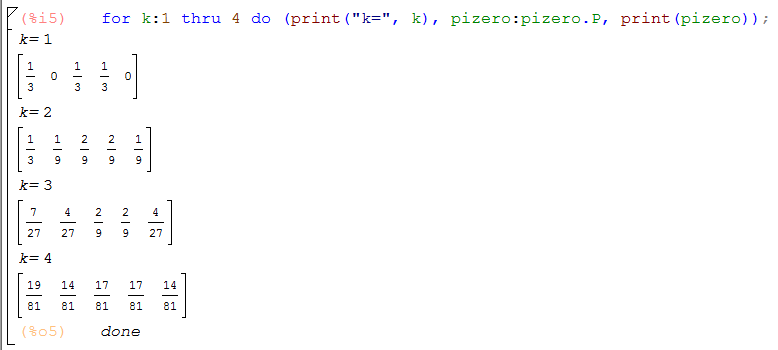 (%i5) for k:1 thru 4 do (print("k=", k), pizero:pizero.P, print(pizero));
k= 1
[1/3 0 1/3 1/3 0]
k= 2
[1/3 1/9 2/9 2/9 1/9]
k= 3
[7/27 4/27 2/9 2/9 4/27]
k= 4
[19/81 14/81 17/81 17/81 14/81]
(%o5) done